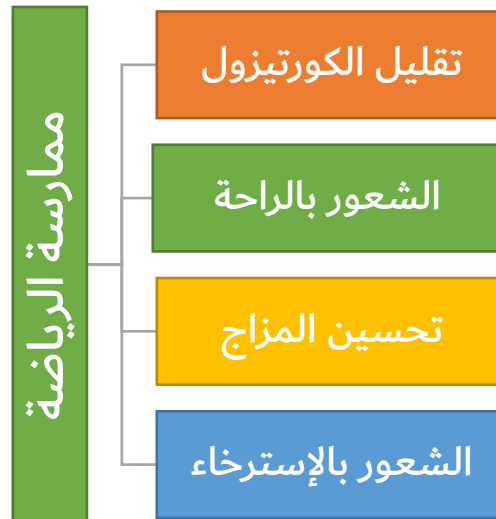 ممارسة الرياضة
تقليل الكورتيزول
الشعور بالراحة
تحسين المزاج
الشعور بالإسترخاء